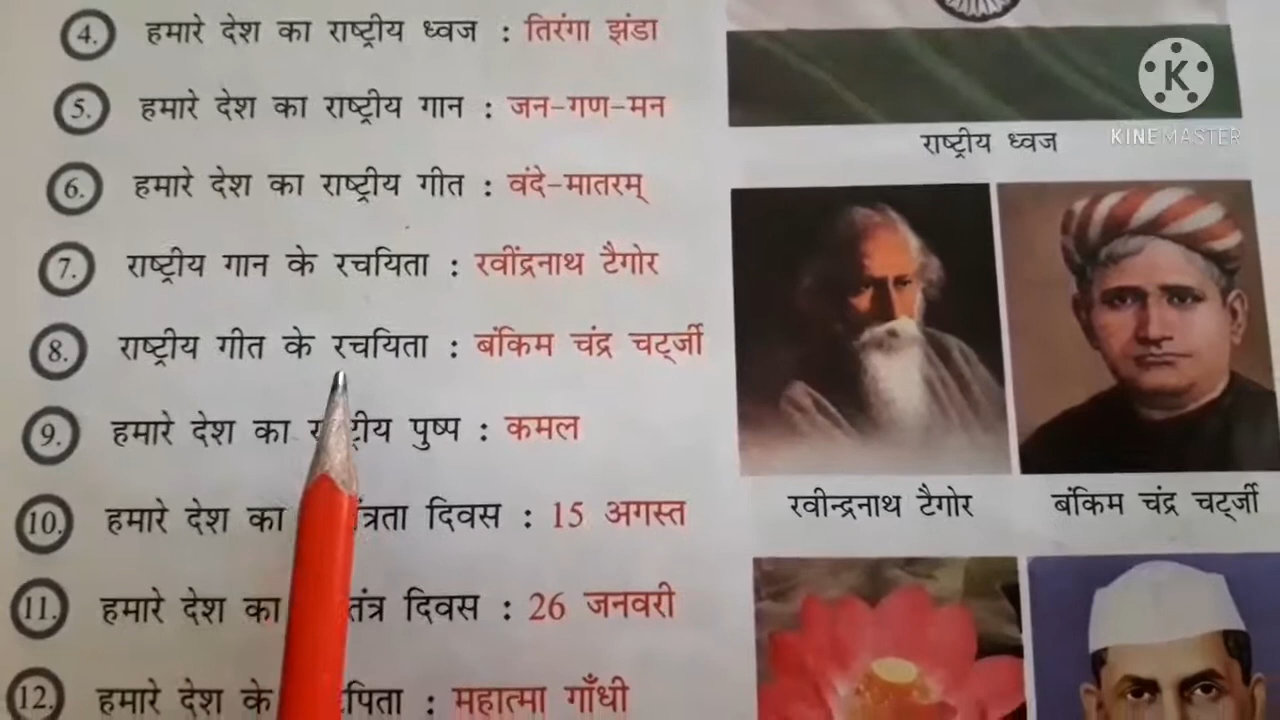 4. हमारे देश का राष्ट्रीय ध्वज : तिरंगा झंडा
5. हमारे देश का राष्ट्रीय गान : जन-गण-मन
6. हमारे देश का राष्ट्रीय गीत : वंदे-मातरम्
7. राष्ट्रीय गान के रचयिता : रवींद्रनाथ टैगोर
8. राष्ट्रीय गीत के रचयिता : बंकिम चंद्र चट्र्जी
9. हमारे देश का पुष्प : कमल
10. हमारे देश का दिवस : 15 अगस्त
11. हमारे देश का दिवस : 26 जनवरी
12. हमारे देश के : महात्मा गाँधी
K
KINEMASTER
राष्ट्रीय ध्वज
रवीन्द्रनाथ टैगोर
बंकिम चंद्र चट्र्जी